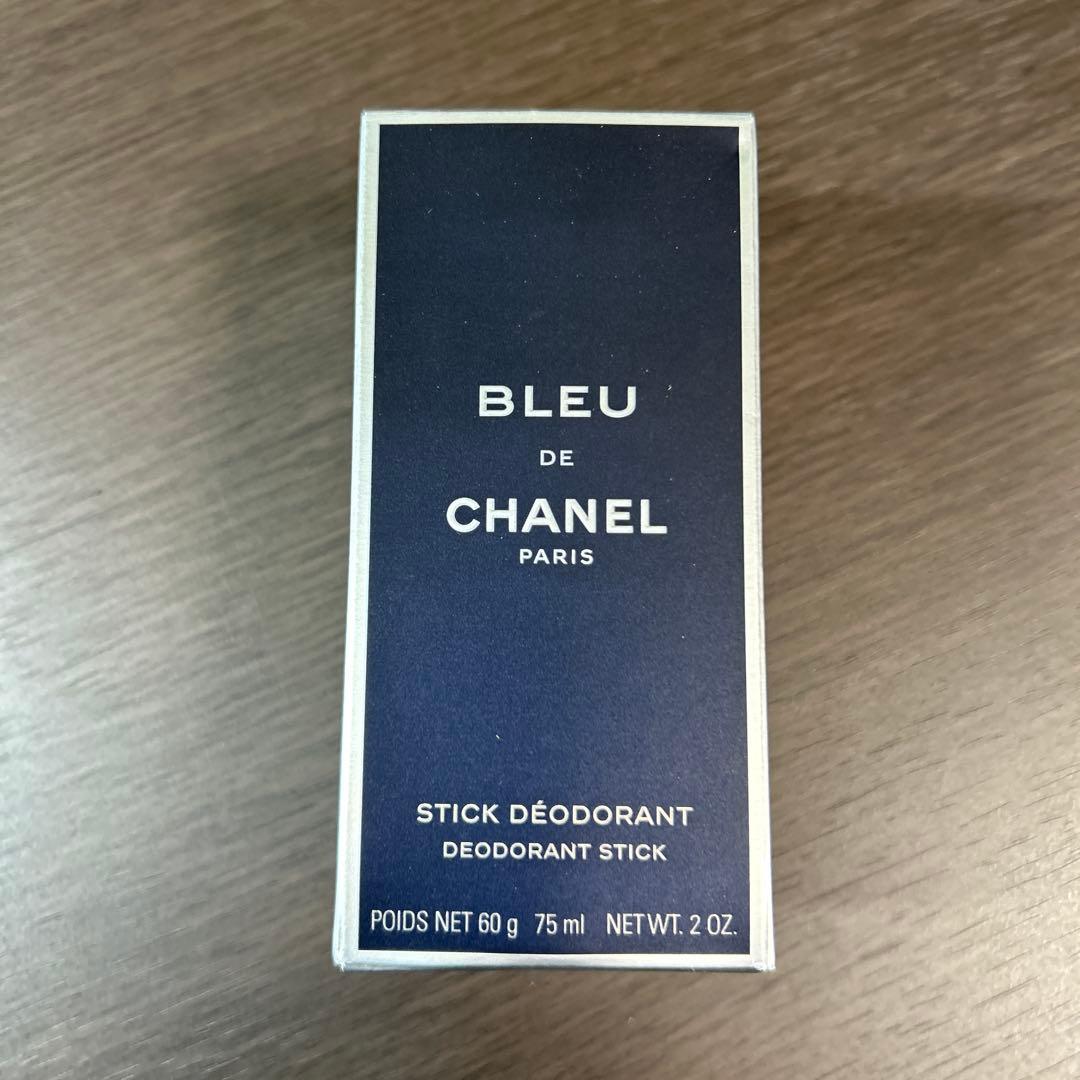 BLEU
DE
CHANEL
PARIS
STICK DÉODORANT
DEODORANT STICK
POIDS NET 60 g 75 ml NET WT. 2 OZ.